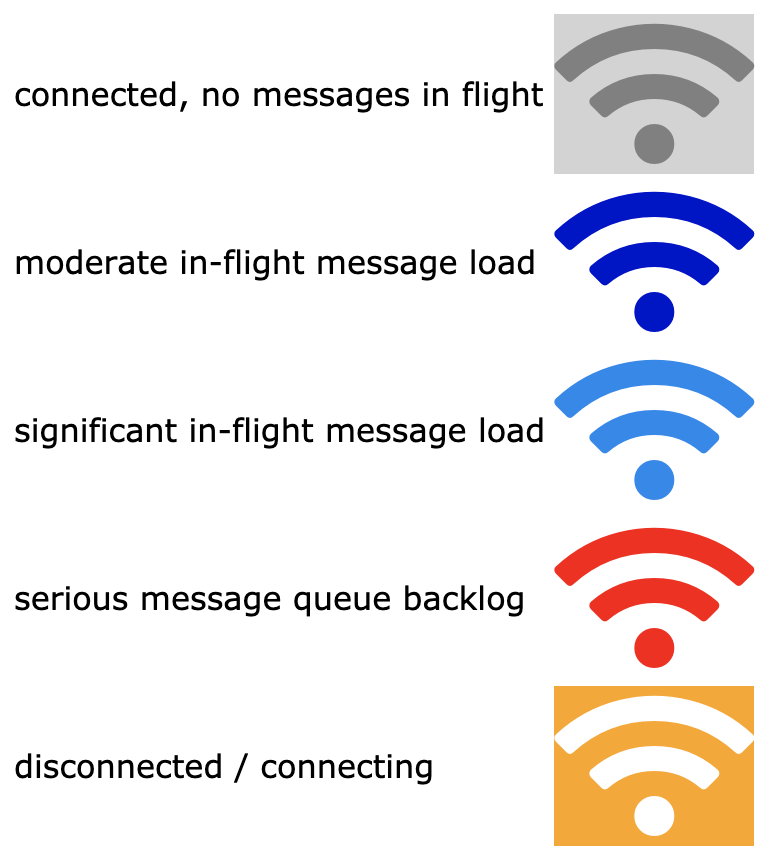 connected, no messages in flight
moderate in-flight message load
significant in-flight message load
serious message queue backlog
disconnected / connecting